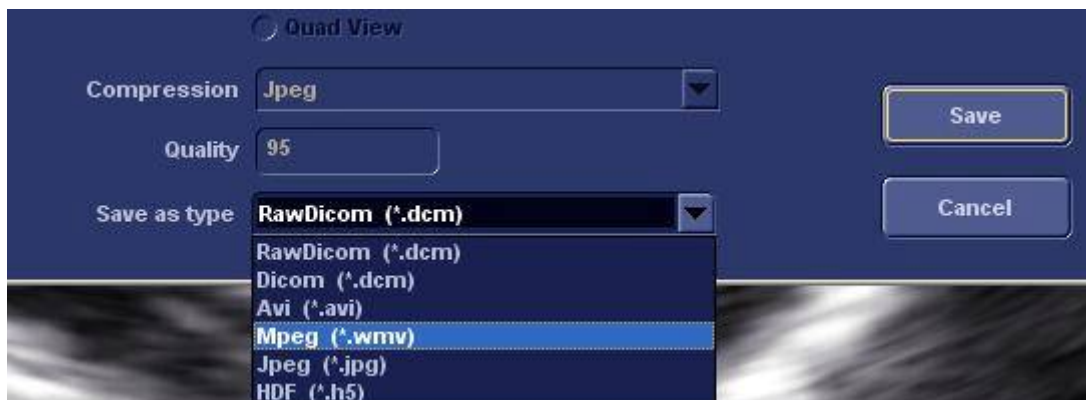 Quad View
Compression Jpeg
Save
Quality 95
Save as type RawDicom (*.dcm)
Cancel
RawDicom (*.dcm)
Dicom (*.dcm)
Avi (*.avi)
Mpeg (*.wmv)
Jpeg (*.jpg)
HDF (*.h5)